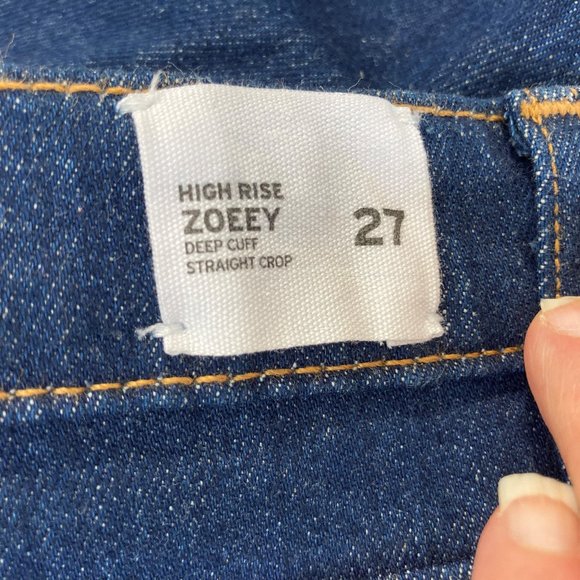 HIGH RISE
ZOEEY 27
DEEP CUFF
STRAIGHT CROP